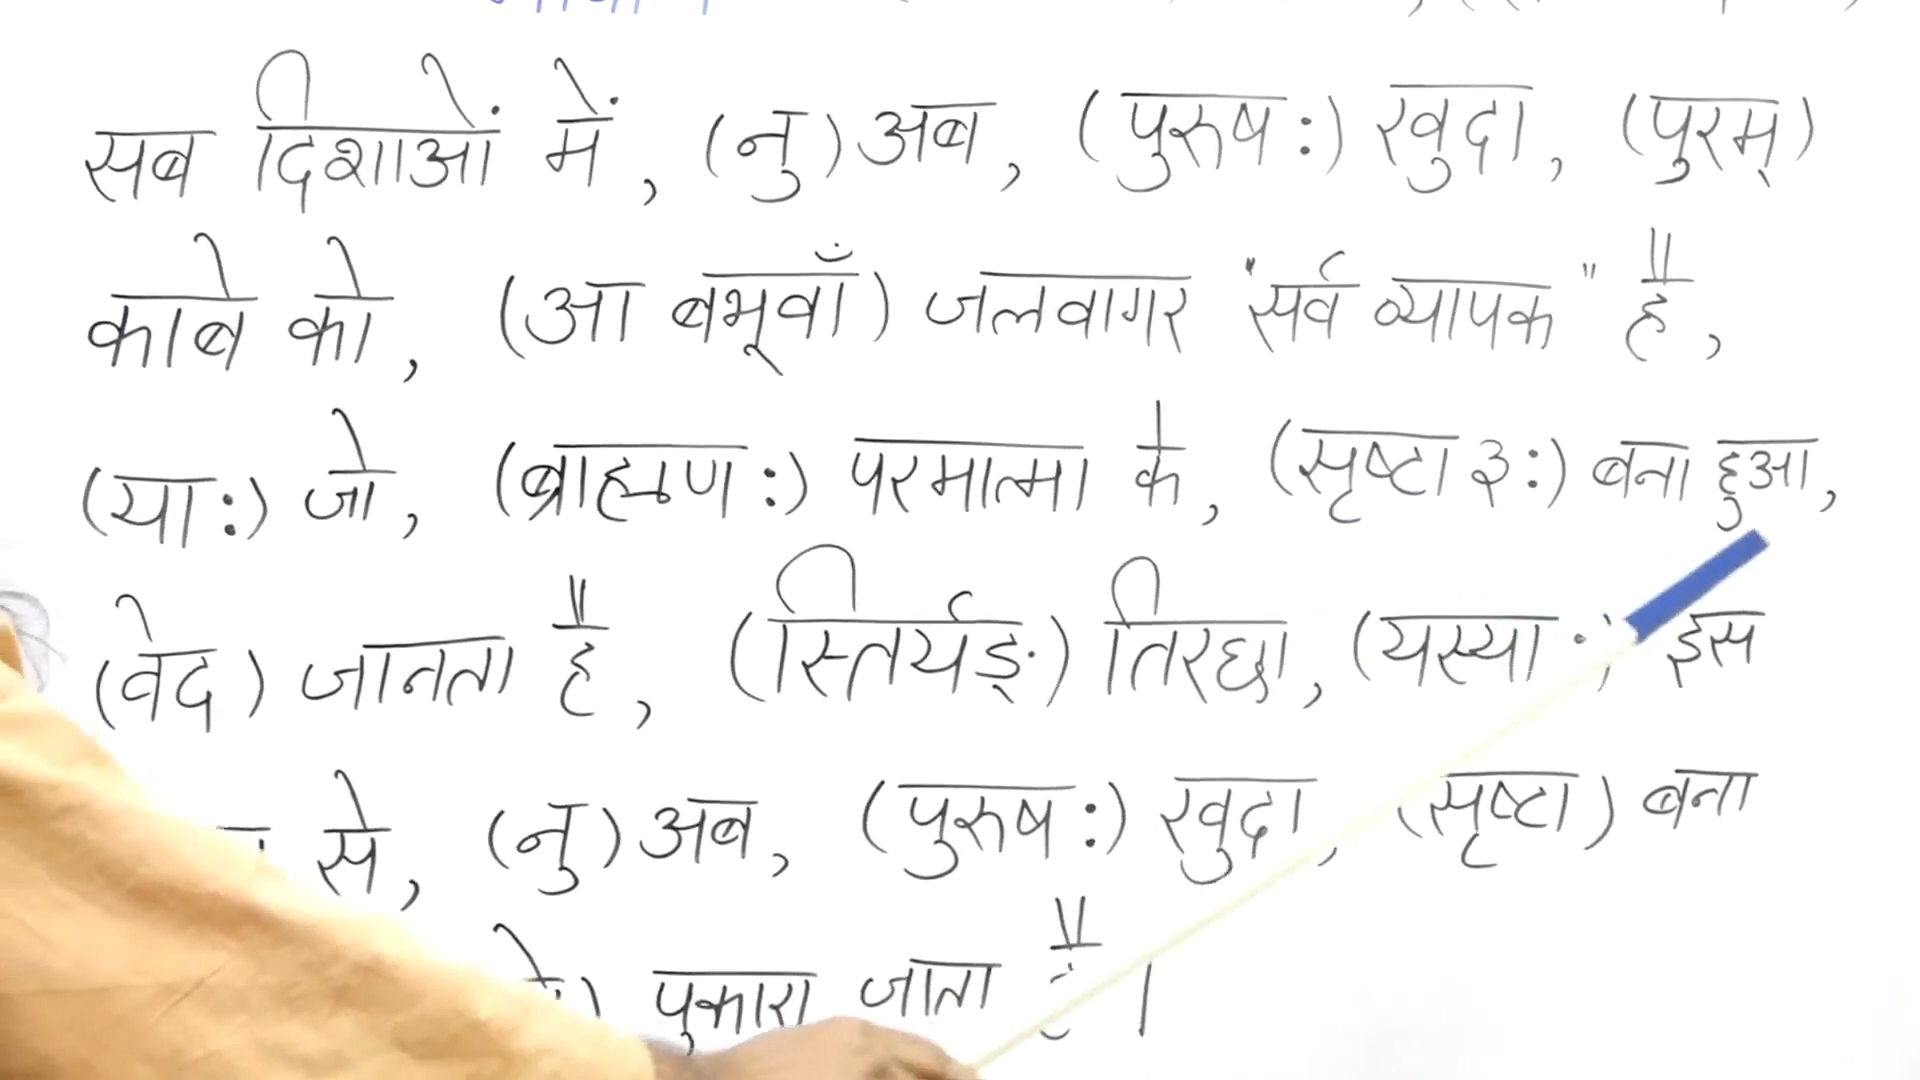 सब दिशाओं में, (नु) अब, (पुरुषः) खुदा, (पुरम्)
काबे को, (आ बभूवाँ) जलवागर "सर्व व्यापक" है,
(याः) जो, (ब्राह्मणः) परमात्मा के, (सृष्टा ३ः) बना हुआ,
(वेद) जानता है, (स्तिर्यङ्) तिरछा, (यस्याः) इस
से, (नु) अब, (पुरुषः) खुदा, (सृष्टा) बना
पुकारा जाता है।